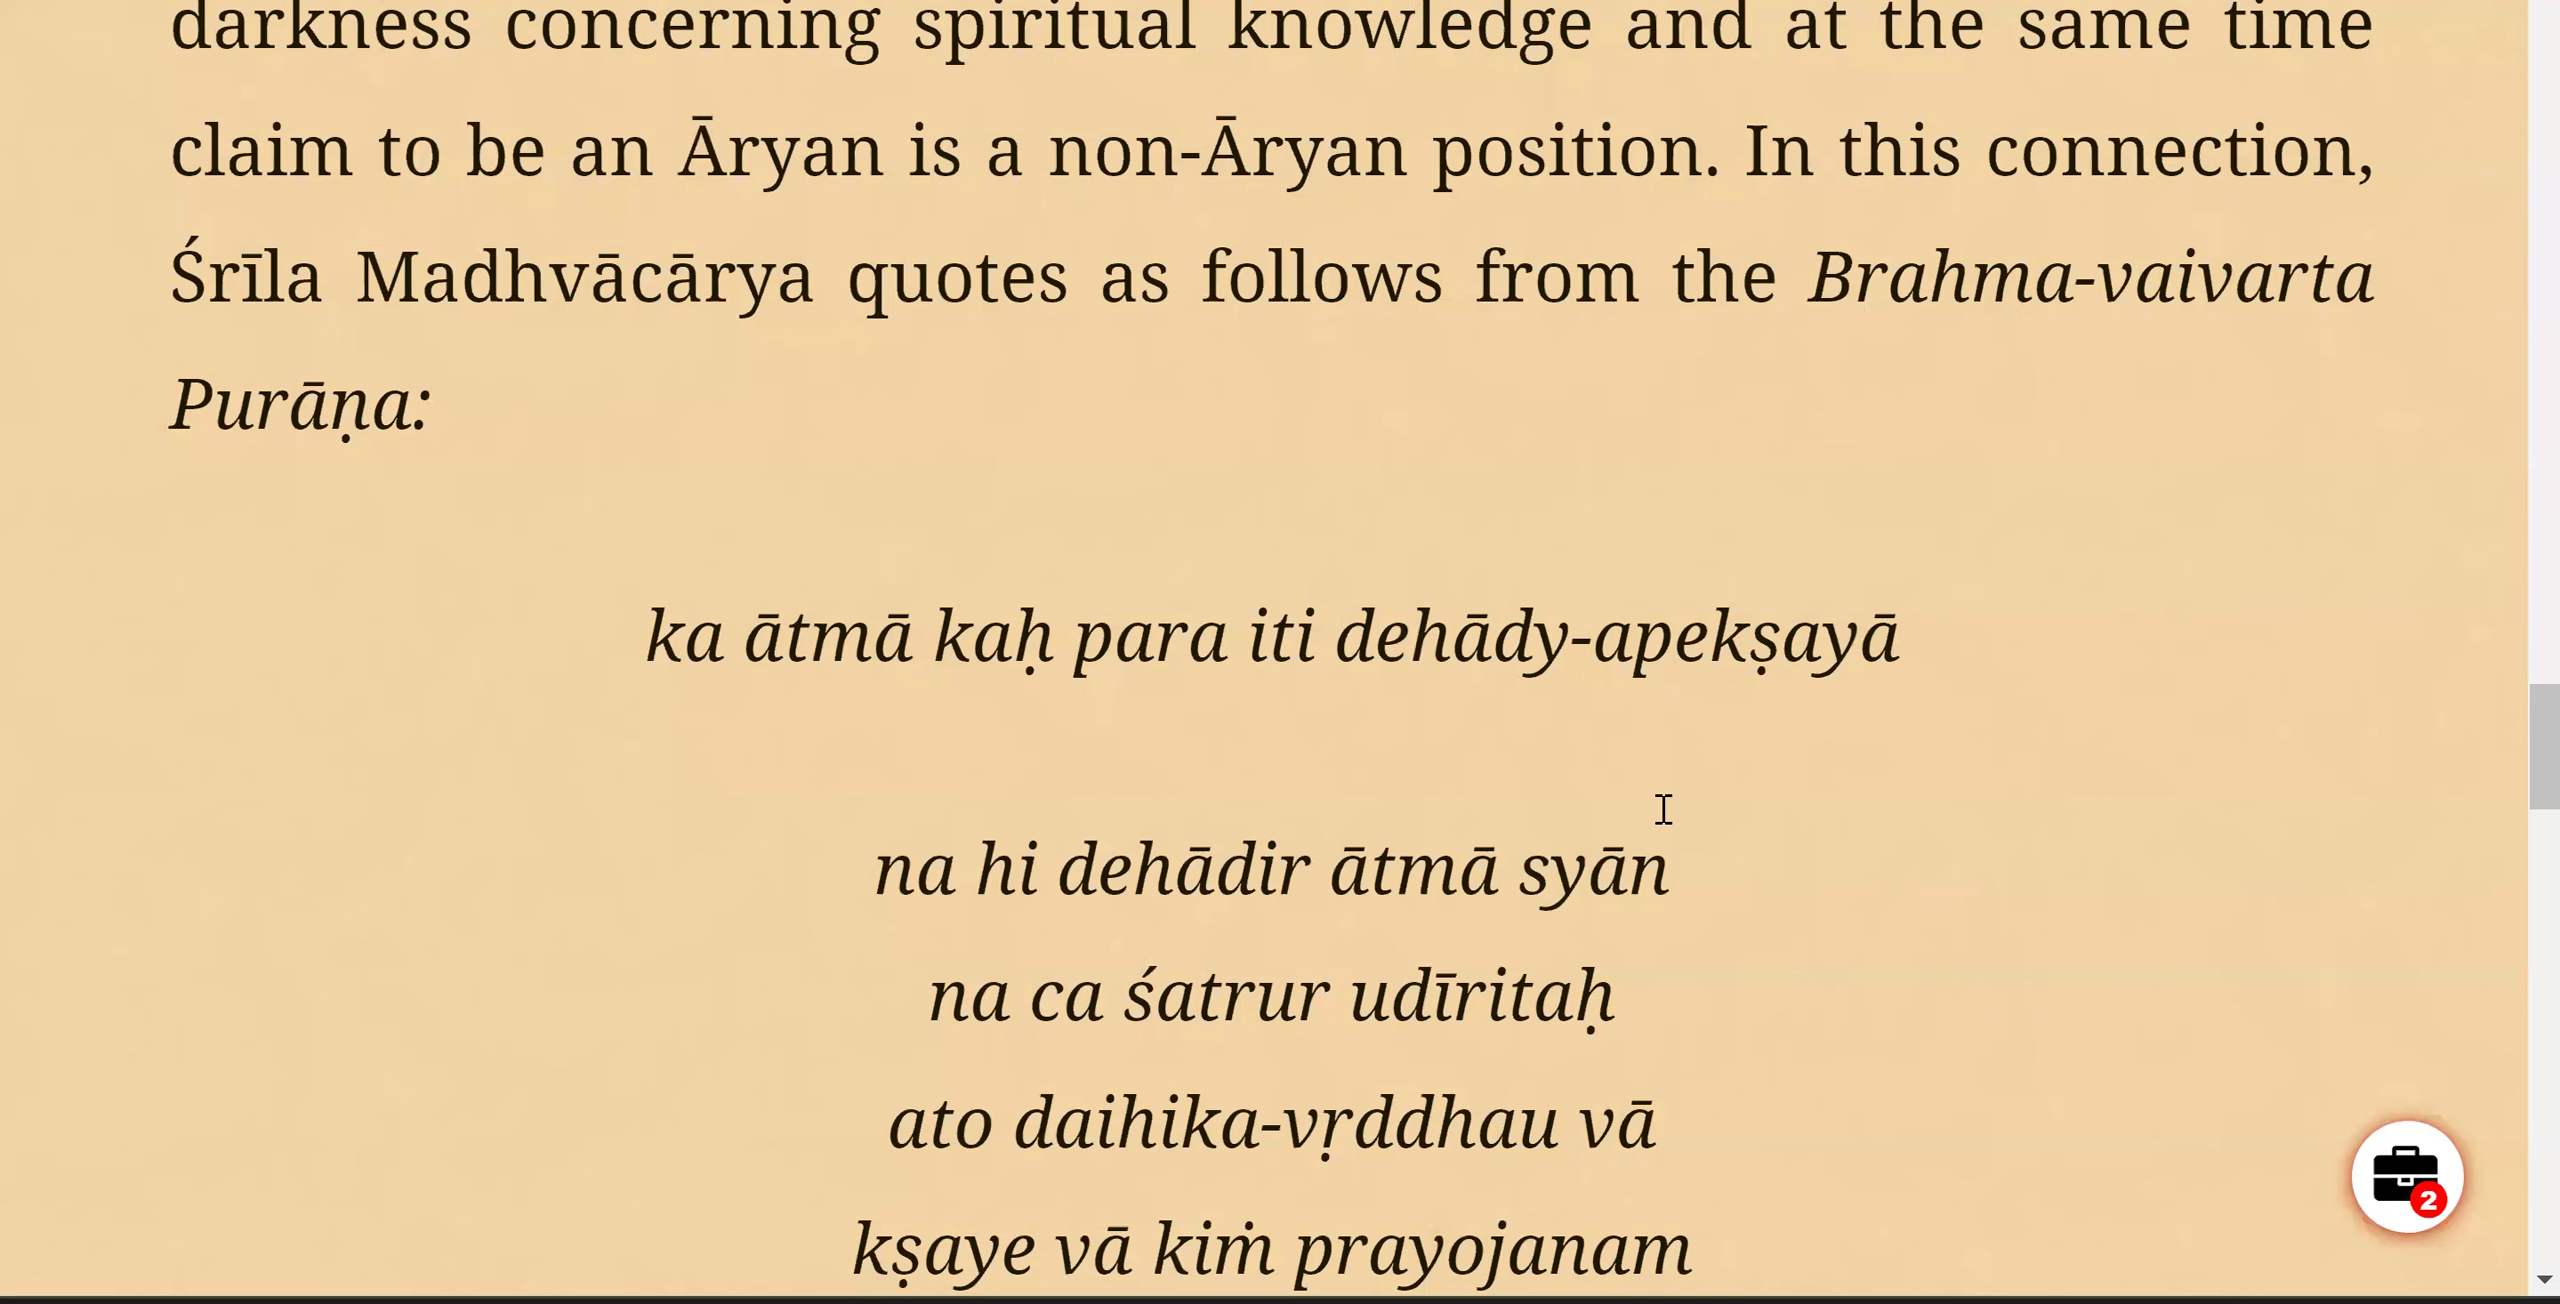 darkness concerning spiritual knowledge and at the same time
claim to be an Āryan is a non-Āryan position. In this connection,
Śrīla Madhvācārya quotes as follows from the Brahma-vaivarta
Purāṇa:
ka ātmā kaḥ para iti dehādy-apekṣayā
na hi dehādir ātmā syān
na ca śatrur udīritaḥ
ato daihika-vṛddhau vā
kṣaye vā kiṁ prayojanam
2